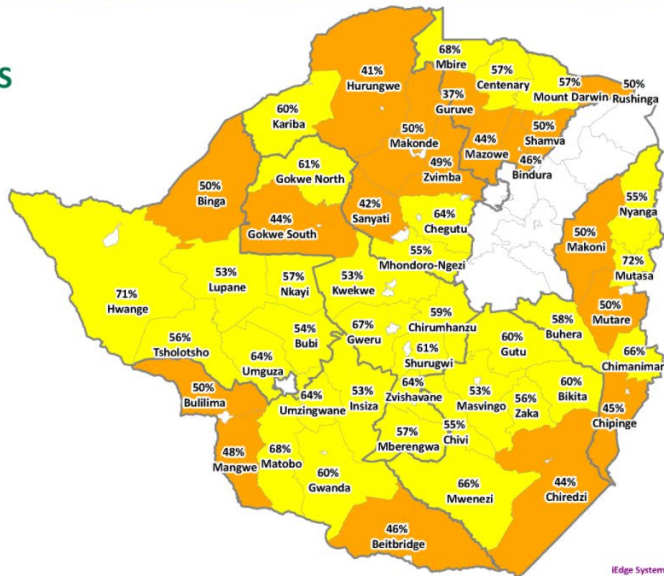 S
68%
Mbire
41%
Hurungwe
57%
Centenary
57%
Mount Darwin
50%
Rushinga
60%
Kariba
37%
Guruve
50%
Makonde
44%
Mazowe
50%
Shamva
46%
Bindura
61%
Gokwe North
49%
Zvimba
50%
Binga
44%
Gokwe South
42%
Sanyati
64%
Chegutu
55%
Mhondoro-Ngezi
55%
Nyanga
50%
Makoni
72%
Mutasa
50%
Mutare
71%
Hwange
53%
Lupane
57%
Nkayi
53%
Kwekwe
59%
Chirumhanzu
58%
Buhera
56%
Tsholotsho
54%
Bubi
67%
Gweru
61%
Shurugwi
60%
Gutu
66%
Chimanimani
64%
Umguza
50%
Bulilima
64%
Umzingwane
53%
Insiza
64%
Zvishavane
53%
Masvingo
56%
Zaka
60%
Bikita
45%
Chipinge
48%
Mangwe
68%
Matobo
60%
Gwanda
57%
Mberengwa
55%
Chivi
66%
Mwenezi
44%
Chiredzi
46%
Beitbridge
iEdge System